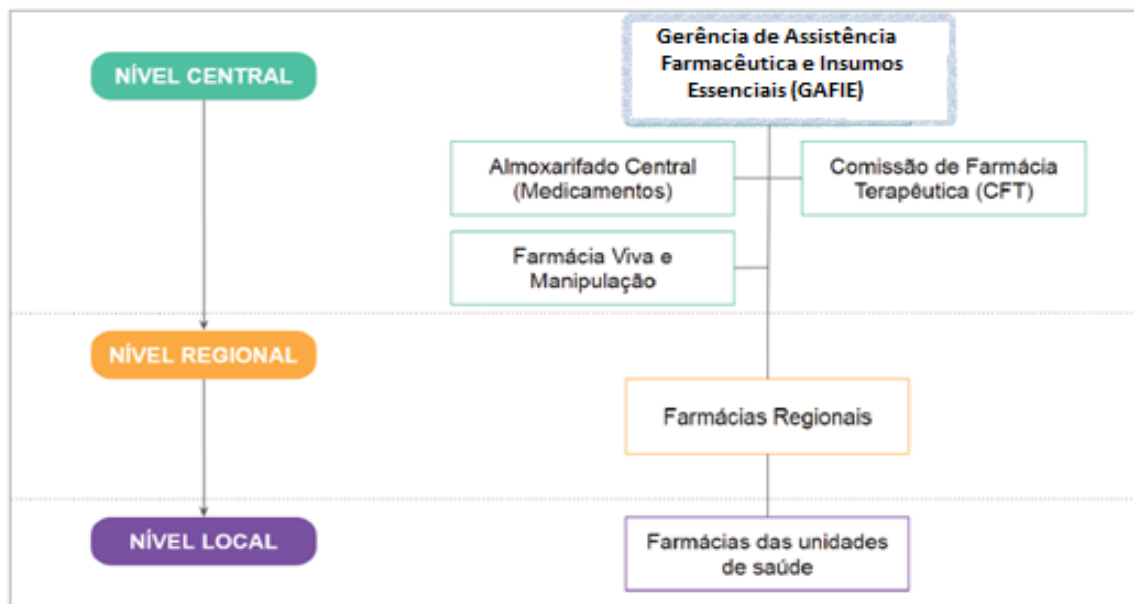 NÍVEL CENTRAL
Gerência de Assistência
Farmacêutica e Insumos
Essenciais (GAFIE)
Almoxarifado Central
(Medicamentos)
Comissão de Farmácia
Terapêutica (CFT)
Farmácia Viva e
Manipulação
NÍVEL REGIONAL
Farmácias Regionais
NÍVEL LOCAL
Farmácias das unidades
de saúde